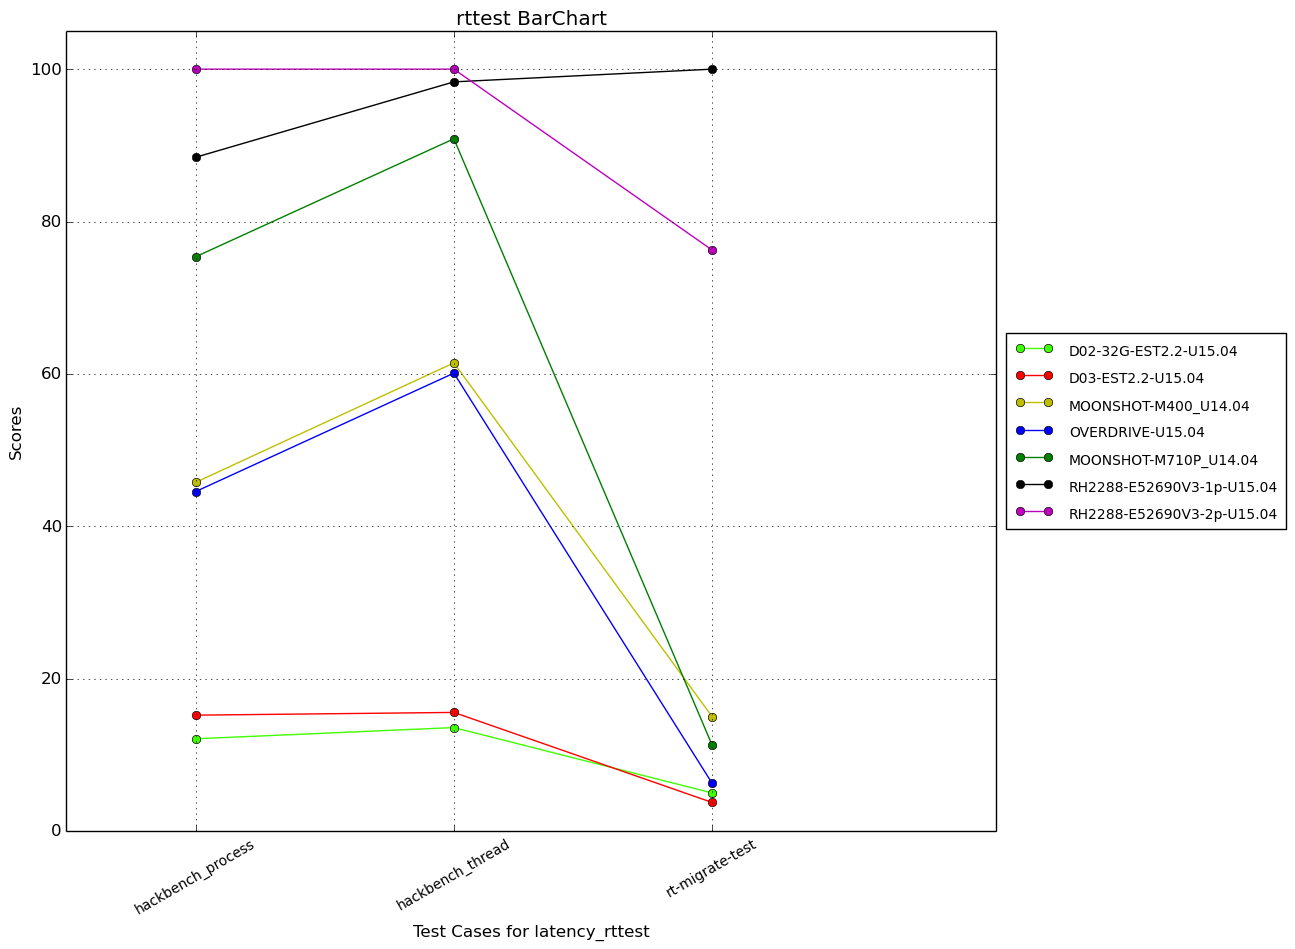 rttest BarChart
100
80
60
40
20
0
Scores
hackbench_process
hackbench_thread
rt-migrate-test
Test Cases for latency_rttest
D02-32G-EST2.2-U15.04
D03-EST2.2-U15.04
MOONSHOT-M400_U14.04
OVERDRIVE-U15.04
MOONSHOT-M710P_U14.04
RH2288-E52690V3-1p-U15.04
RH2288-E52690V3-2p-U15.04